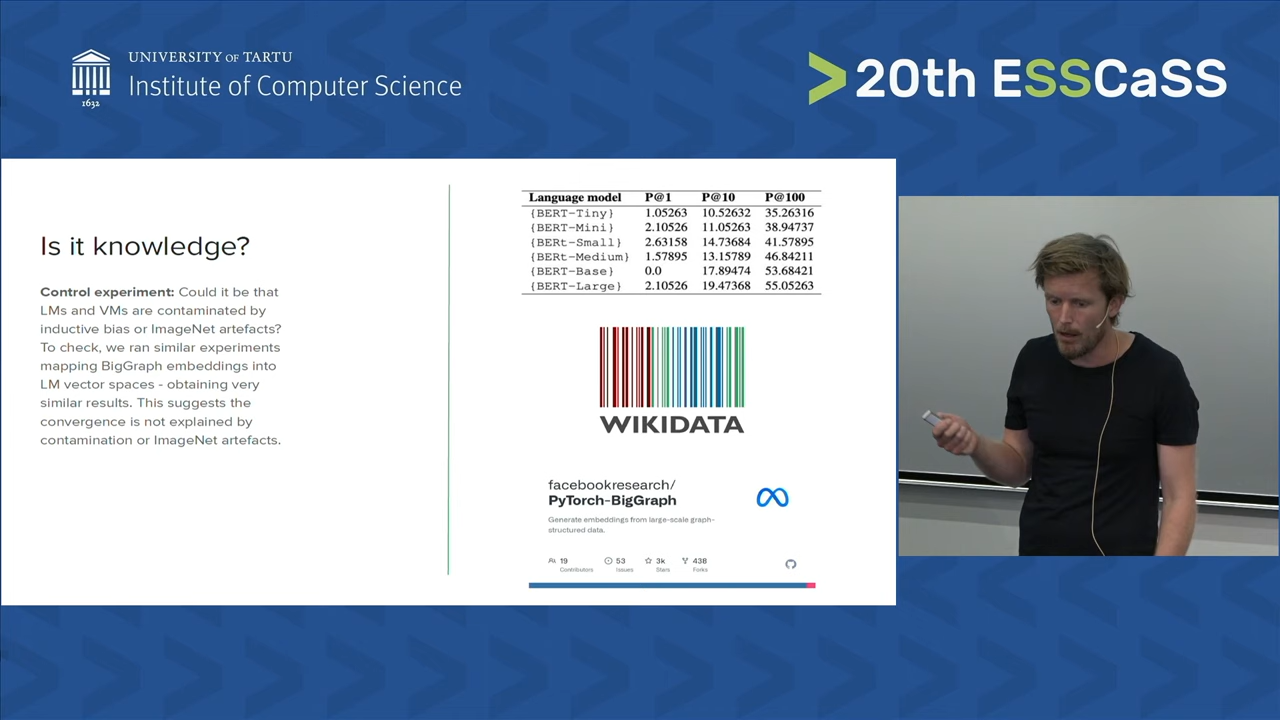 UNIVERSITY OF TARTU
Institute of Computer Science
1632
20th ESSCaSS
Is it knowledge?
Control experiment: Could it be that
LMs and VMs are contaminated by
inductive bias or ImageNet artefacts?
To check, we ran similar experiments
mapping BigGraph embeddings into
LM vector spaces - obtaining very
similar results. This suggests the
convergence is not explained by
contamination or ImageNet artefacts.
Language model P@1 P@10 P@100
{BERT-Tiny} 1.05263 10.52632 35.26316
{BERT-Mini} 2.10526 11.05263 38.94737
{BERt-Small} 2.63158 14.73684 41.57895
{BERt-Medium} 1.57895 13.15789 46.84211
{BERT-Base} 0.0 17.89474 53.68421
{BERT-Large} 2.10526 19.47368 55.05263
WIKIDATA
facebookresearch/
PyTorch-BigGraph
Generate embeddings from large-scale graph-
structured data.
19 53 3k 438
Contributors Issues Stars Forks